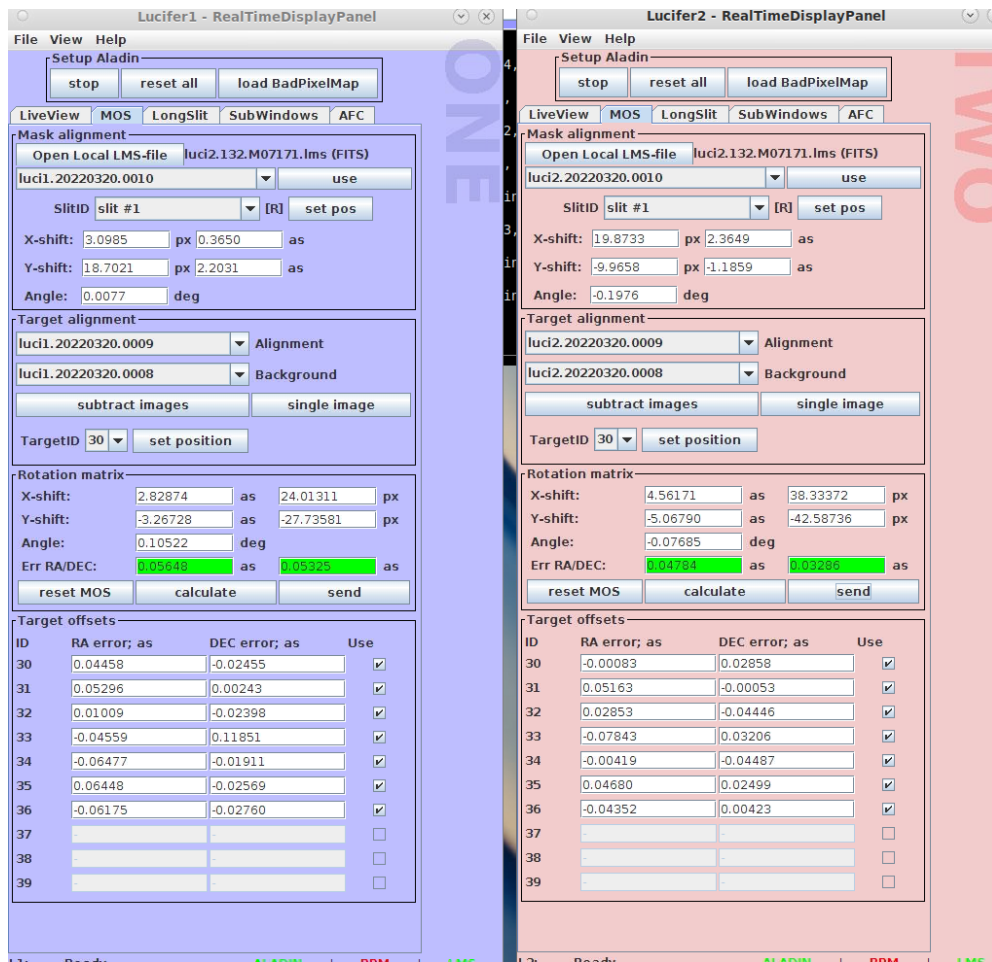 Lucifer1 - RealTimeDisplayPanel
File View Help
Setup Aladin
stop reset all load BadPixelMap
LiveView MOS LongSlit SubWindows AFC
ONE
Mask alignment
Open Local LMS-file luci2.132.M07171.lms (FITS)
luci1.20220320.0010 use
SlitID slit #1 [R] set pos
X-shift: 3.0985 px 0.3650 as
Y-shift: 18.7021 px 2.2031 as
Angle: 0.0077 deg
Target alignment
luci1.20220320.0009 Alignment
luci1.20220320.0008 Background
subtract images single image
TargetID 30 set position
Rotation matrix
X-shift: 2.82874 as 24.01311 px
Y-shift: -3.26728 as -27.73581 px
Angle: 0.10522 deg
Err RA/DEC: 0.05648 as 0.05325 as
reset MOS calculate send
Target offsets
ID RA error; as DEC error; as Use
30 0.04458 -0.02455
31 0.05296 0.00243
32 0.01009 -0.02398
33 -0.04559 0.11851
34 -0.06477 -0.01911
35 0.06448 -0.02569
36 -0.06175 -0.02760
37 - -
38 - -
39 - -
Lucifer2 - RealTimeDisplayPanel
File View Help
Setup Aladin
stop reset all load BadPixelMap
LiveView MOS LongSlit SubWindows AFC
TWO
Mask alignment
Open Local LMS-file luci2.132.M07171.lms (FITS)
luci2.20220320.0010 use
SlitID slit #1 [R] set pos
X-shift: 19.8733 px 2.3649 as
Y-shift: -9.9658 px -1.1859 as
Angle: -0.1976 deg
Target alignment
luci2.20220320.0009 Alignment
luci2.20220320.0008 Background
subtract images single image
TargetID 30 set position
Rotation matrix
X-shift: 4.56171 as 38.33372 px
Y-shift: -5.06790 as -42.58736 px
Angle: -0.07685 deg
Err RA/DEC: 0.04784 as 0.03286 as
reset MOS calculate send
Target offsets
ID RA error; as DEC error; as Use
30 -0.00083 0.02858
31 0.05163 -0.00053
32 0.02853 -0.04446
33 -0.07843 0.03206
34 -0.00419 -0.04487
35 0.04680 0.02499
36 -0.04352 0.00423
37 - -
38 - -
39 - -